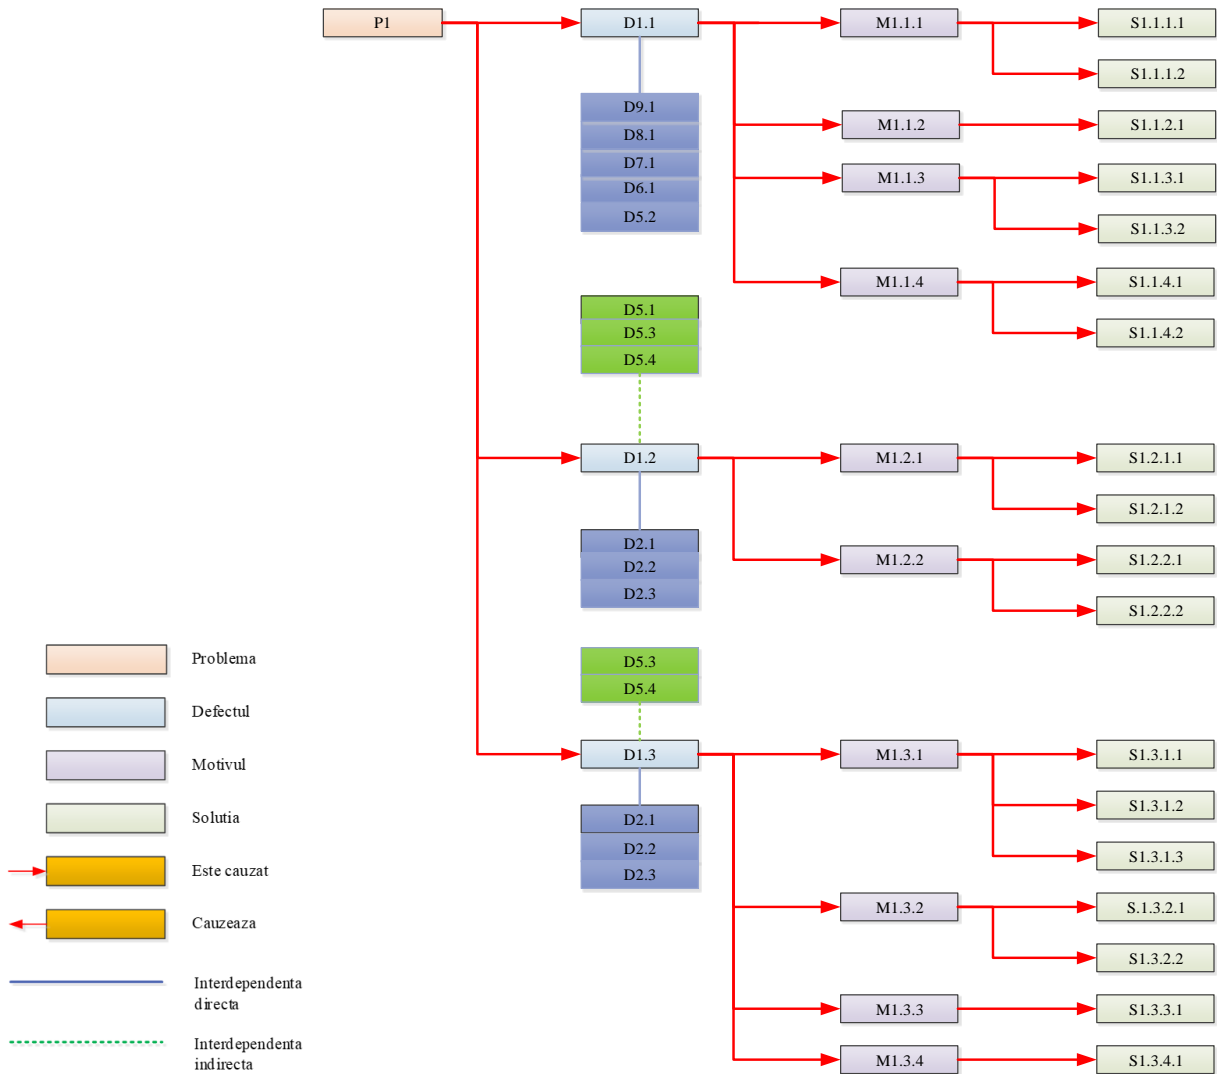 P1
D1.1
M1.1.1
S1.1.1.1
S1.1.1.2
D9.1
D8.1
D7.1
D6.1
D5.2
M1.1.2
S1.1.2.1
M1.1.3
S1.1.3.1
S1.1.3.2
M1.1.4
S1.1.4.1
S1.1.4.2
D5.1
D5.3
D5.4
D1.2
M1.2.1
S1.2.1.1
S1.2.1.2
D2.1
D2.2
D2.3
M1.2.2
S1.2.2.1
S1.2.2.2
D5.3
D5.4
D1.3
M1.3.1
S1.3.1.1
S1.3.1.2
S1.3.1.3
D2.1
D2.2
D2.3
M1.3.2
S.1.3.2.1
S1.3.2.2
M1.3.3
S1.3.3.1
M1.3.4
S1.3.4.1
Problema
Defectul
Motivul
Solutia
Este cauzat
Cauzeaza
Interdependenta
directa
Interdependenta
indirecta